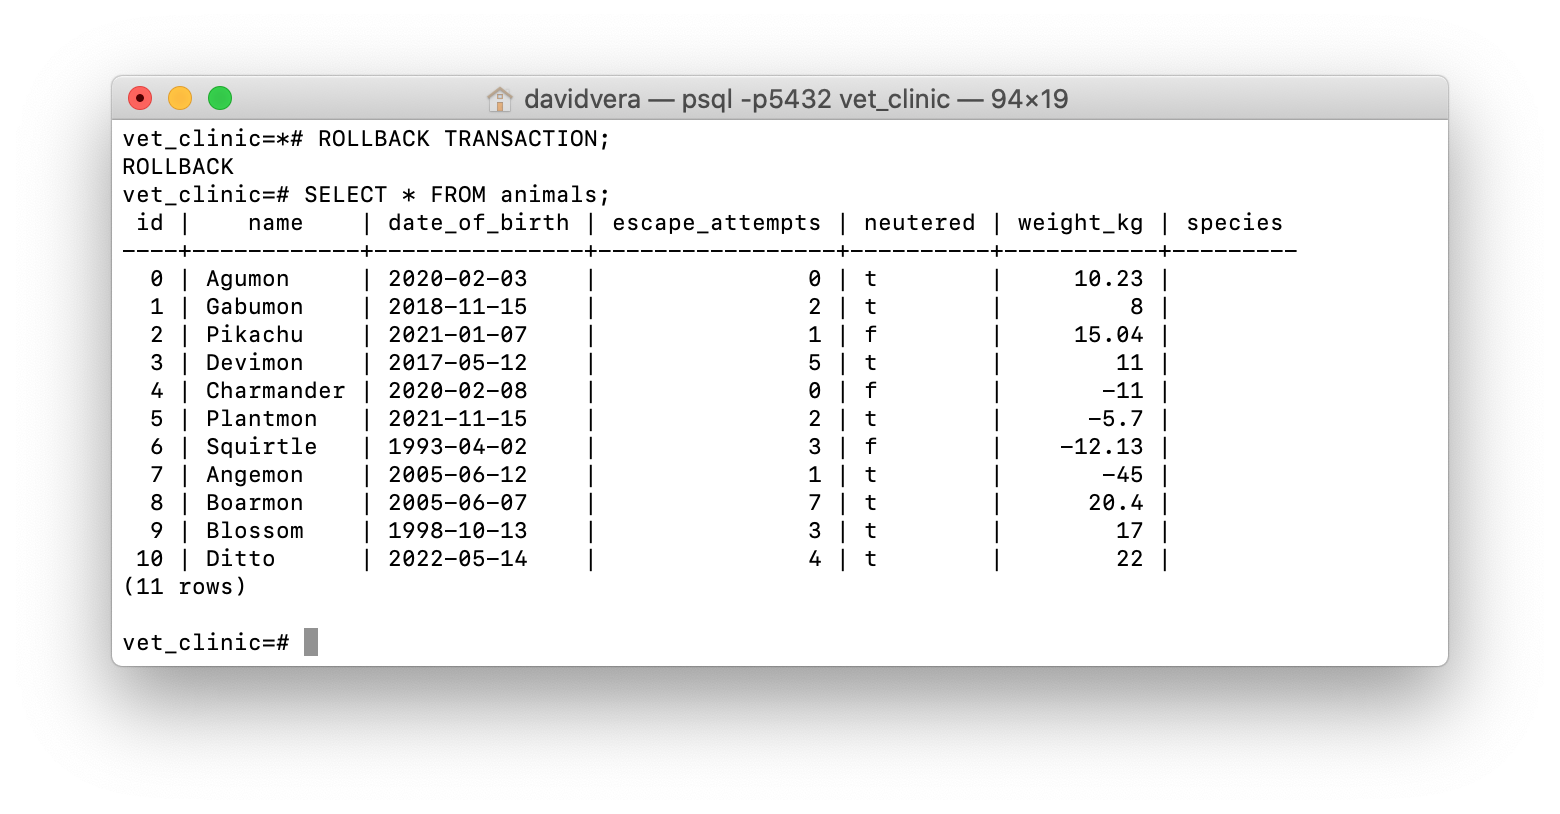 davidvera — psql -p5432 vet_clinic — 94×19
vet_clinic=*# ROLLBACK TRANSACTION;
ROLLBACK
vet_clinic=# SELECT * FROM animals;
 id |    name    | date_of_birth | escape_attempts | neutered | weight_kg | species
----+------------+---------------+-----------------+----------+-----------+---------
  0 | Agumon     | 2020-02-03    |               0 | t        |     10.23 |
  1 | Gabumon    | 2018-11-15    |               2 | t        |         8 |
  2 | Pikachu    | 2021-01-07    |               1 | f        |     15.04 |
  3 | Devimon    | 2017-05-12    |               5 | t        |        11 |
  4 | Charmander | 2020-02-08    |               0 | f        |       -11 |
  5 | Plantmon   | 2021-11-15    |               2 | t        |      -5.7 |
  6 | Squirtle   | 1993-04-02    |               3 | f        |    -12.13 |
  7 | Angemon    | 2005-06-12    |               1 | t        |       -45 |
  8 | Boarmon    | 2005-06-07    |               7 | t        |      20.4 |
  9 | Blossom    | 1998-10-13    |               3 | t        |        17 |
 10 | Ditto      | 2022-05-14    |               4 | t        |        22 |
(11 rows)
vet_clinic=#